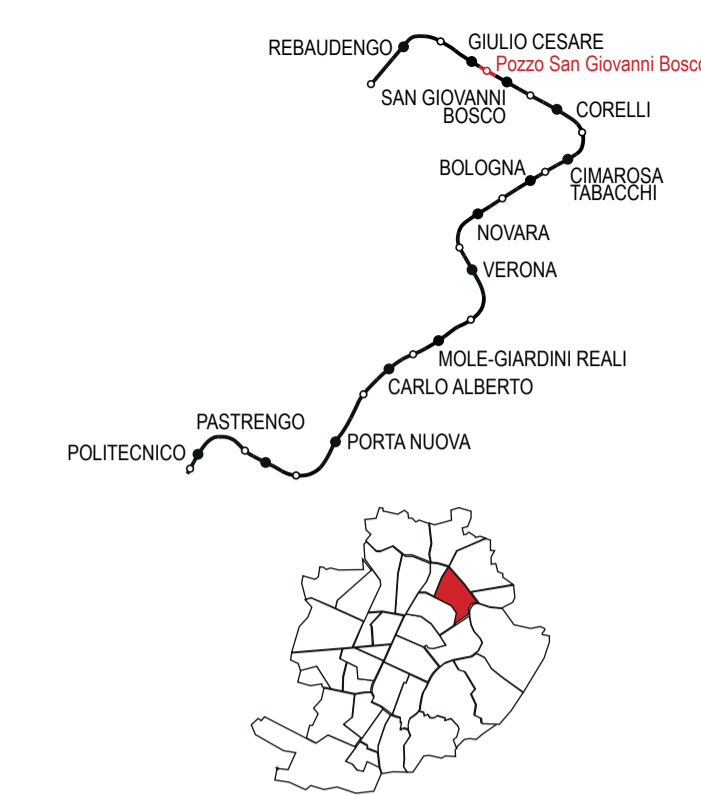 REBAUDENGO
GIULIO CESARE
Pozzo San Giovanni Bosco
SAN GIOVANNI
BOSCO
CORELLI
BOLOGNA
CIMAROSA
TABACCHI
NOVARA
VERONA
MOLE-GIARDINI REALI
CARLO ALBERTO
PASTRENGO
PORTA NUOVA
POLITECNICO